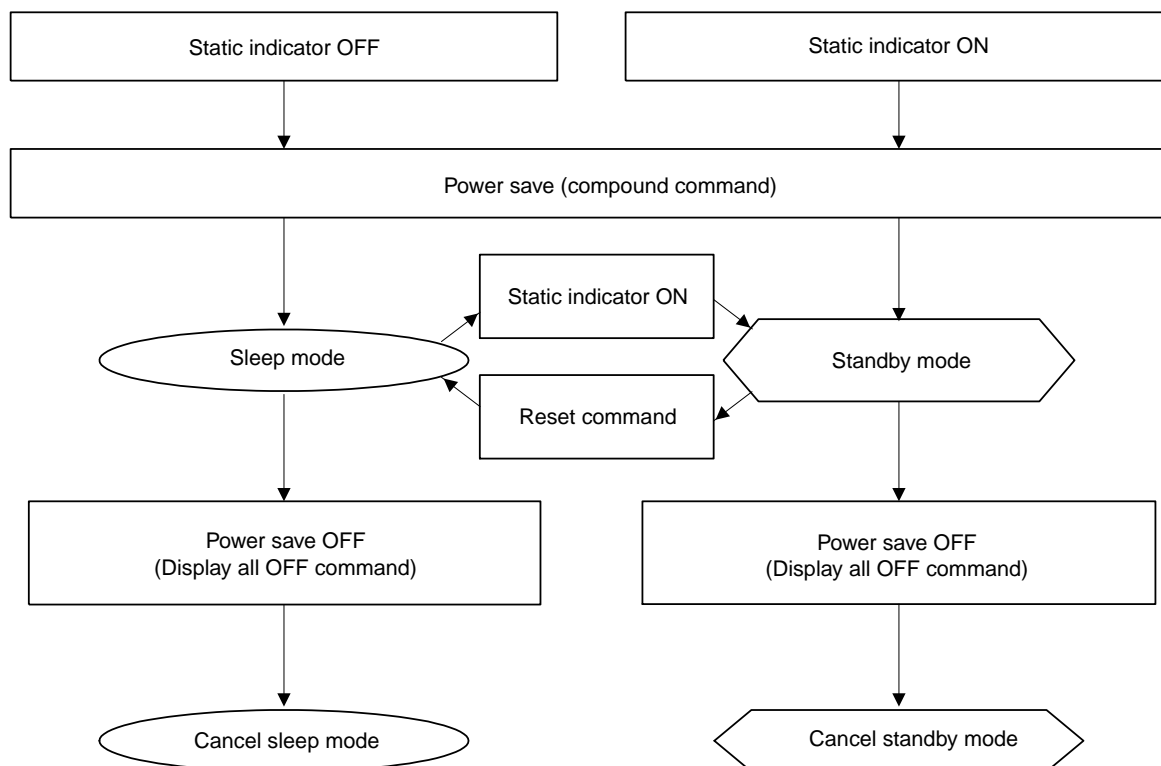 Static indicator OFF
Static indicator ON
Power save (compound command)
Static indicator ON
Sleep mode
Standby mode
Reset command
Power save OFF
(Display all OFF command)
Power save OFF
(Display all OFF command)
Cancel sleep mode
Cancel standby mode